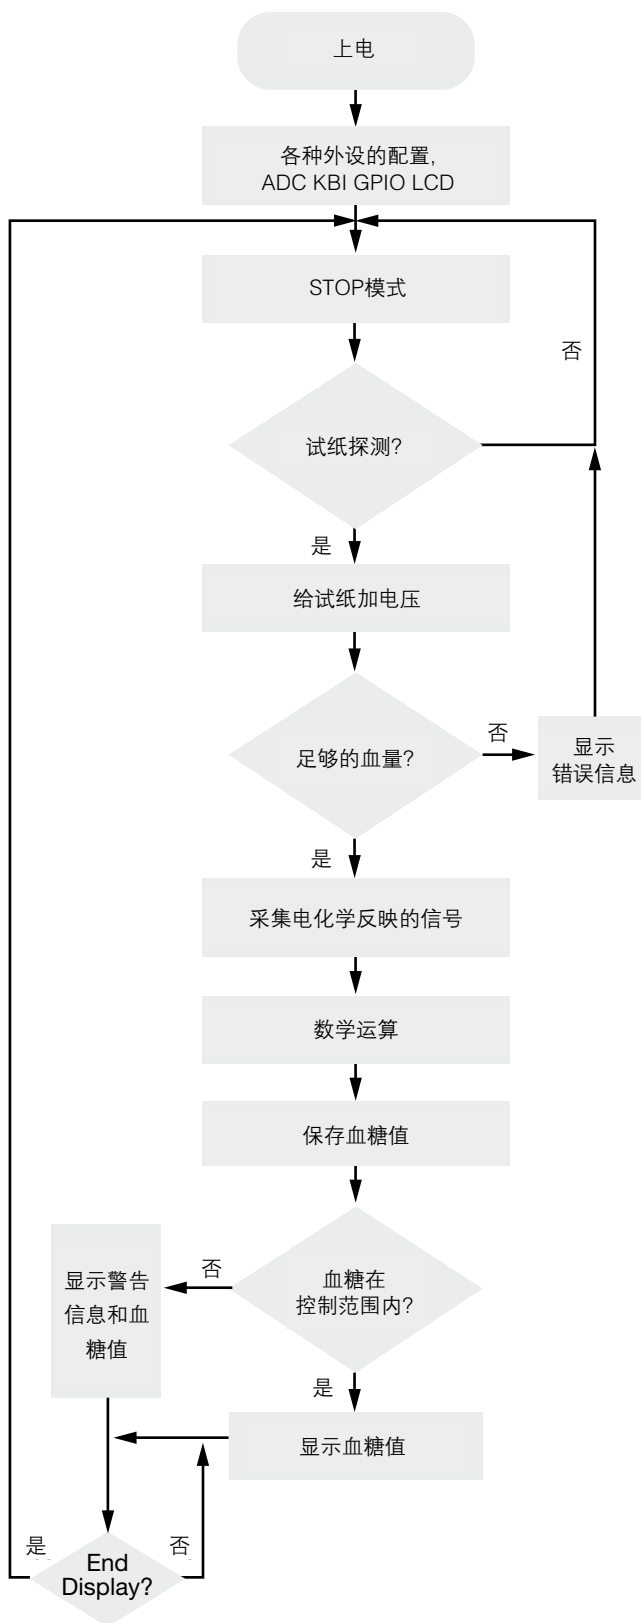 上电
各种外设的配置,
ADC KBI GPIO LCD
STOP模式
否
试纸探测?
是
给试纸加电压
足够的血量?
否
显示
错误信息
是
采集电化学反映的信号
数学运算
保存血糖值
血糖在
控制范围内?
否
显示警告
信息和血
糖值
是
显示血糖值
是
End
Display?
否